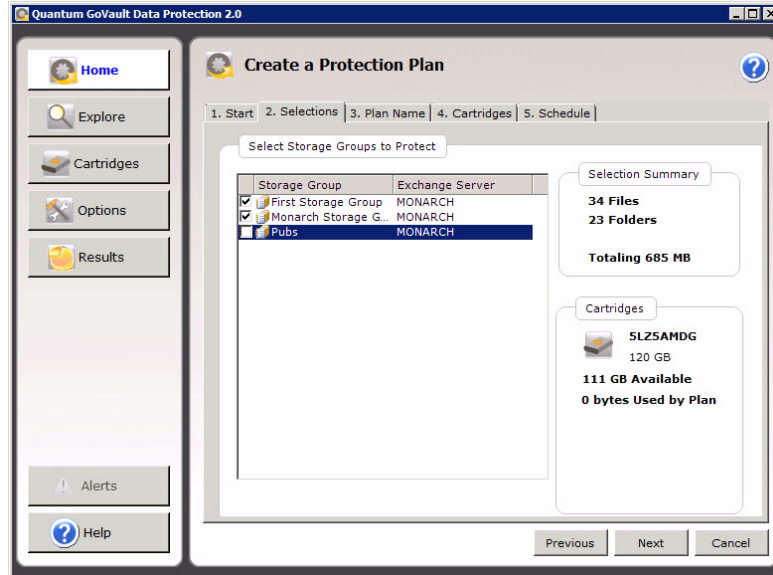 Quantum GoVault Data Protection 2.0
Home
Explore
Cartridges
Options
Results
Alerts
Help
Create a Protection Plan
1. Start
2. Selections
3. Plan Name
4. Cartridges
5. Schedule
Select Storage Groups to Protect
Storage Group Exchange Server
First Storage Group MONARCH
Monarch Storage G... MONARCH
Pubs MONARCH
Selection Summary
34 Files
23 Folders
Totaling 685 MB
Cartridges
5LZ5AMDG
120 GB
111 GB Available
0 bytes Used by Plan
Previous
Next
Cancel